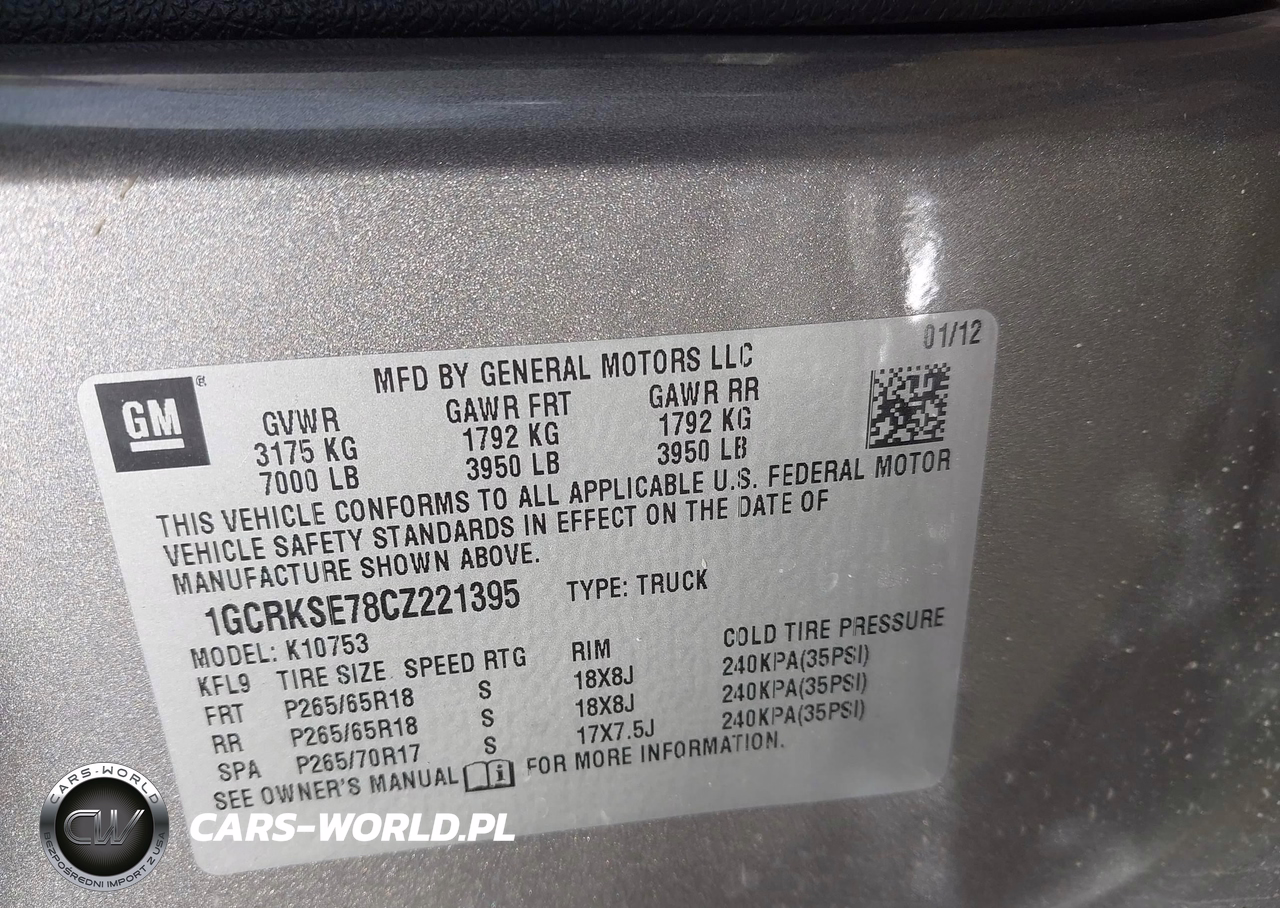 01/12
MFD BY GENERAL MOTORS LLC
GM ®
GVWR GAWR FRT GAWR RR
3175 KG 1792 KG 1792 KG
7000 LB 3950 LB 3950 LB
THIS VEHICLE CONFORMS TO ALL APPLICABLE U.S. FEDERAL MOTOR
VEHICLE SAFETY STANDARDS IN EFFECT ON THE DATE OF
MANUFACTURE SHOWN ABOVE.
1GCRKSE78CZ221395 TYPE: TRUCK
MODEL: K10753
KFL9 TIRE SIZE SPEED RTG RIM COLD TIRE PRESSURE
FRT P265/65R18 S 18X8J 240KPA(35PSI)
RR P265/65R18 S 18X8J 240KPA(35PSI)
SPA P265/70R17 S 17X7.5J 240KPA(35PSI)
SEE OWNER'S MANUAL i FOR MORE INFORMATION.
CARS-WORLD
CW
BEZPOŚREDNI IMPORT Z USA
CARS-WORLD.PL